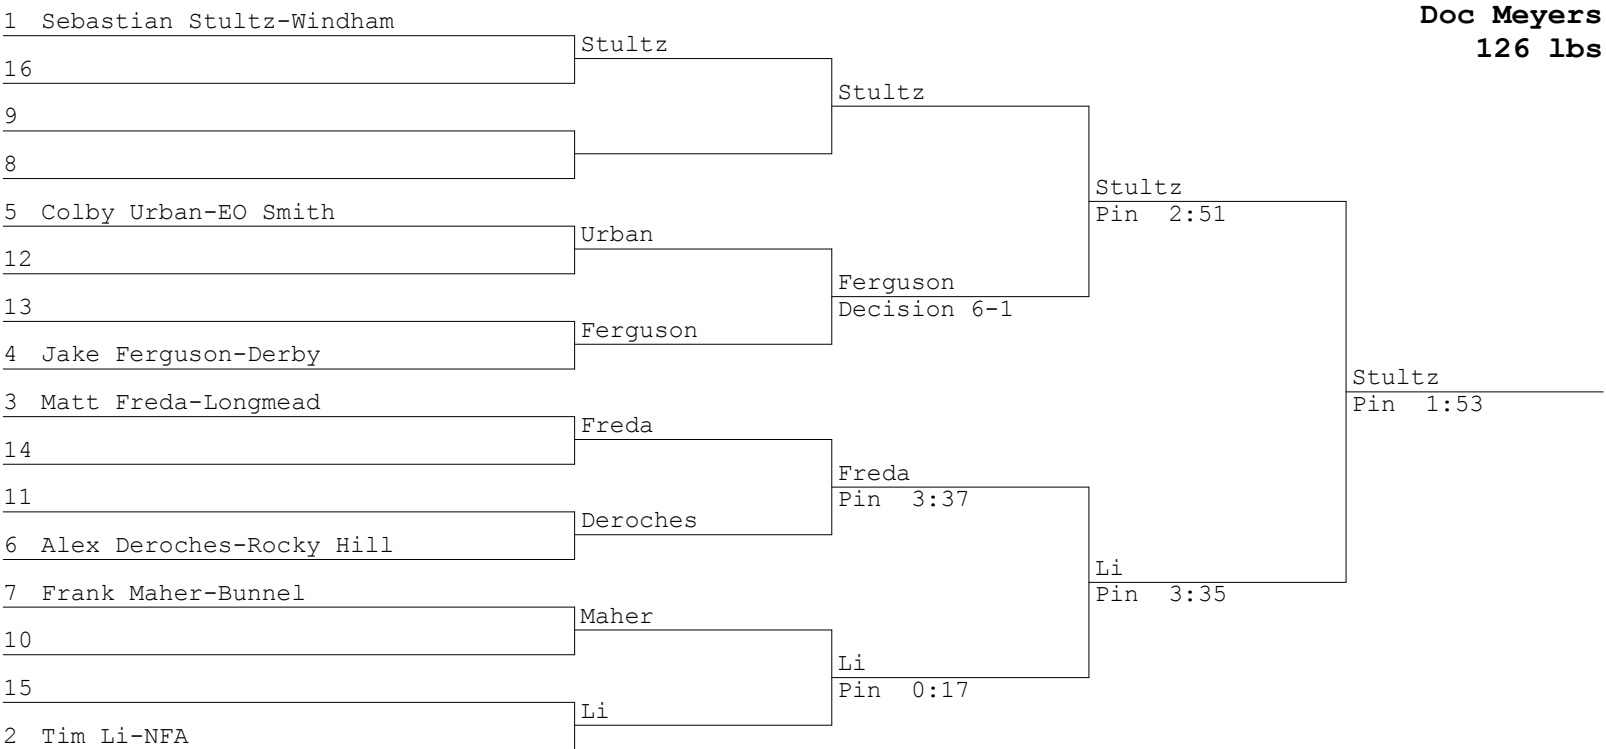 Doc Meyers
126 lbs
1 Sebastian Stultz-Windham
Stultz
16
Stultz
9
8
Stultz
Pin 2:51
5 Colby Urban-EO Smith
Urban
12
Ferguson
Decision 6-1
13
Ferguson
4 Jake Ferguson-Derby
Stultz
Pin 1:53
3 Matt Freda-Longmead
Freda
14
Freda
Pin 3:37
11
Deroches
6 Alex Deroches-Rocky Hill
Li
Pin 3:35
7 Frank Maher-Bunnel
Maher
10
Li
Pin 0:17
15
Li
2 Tim Li-NFA